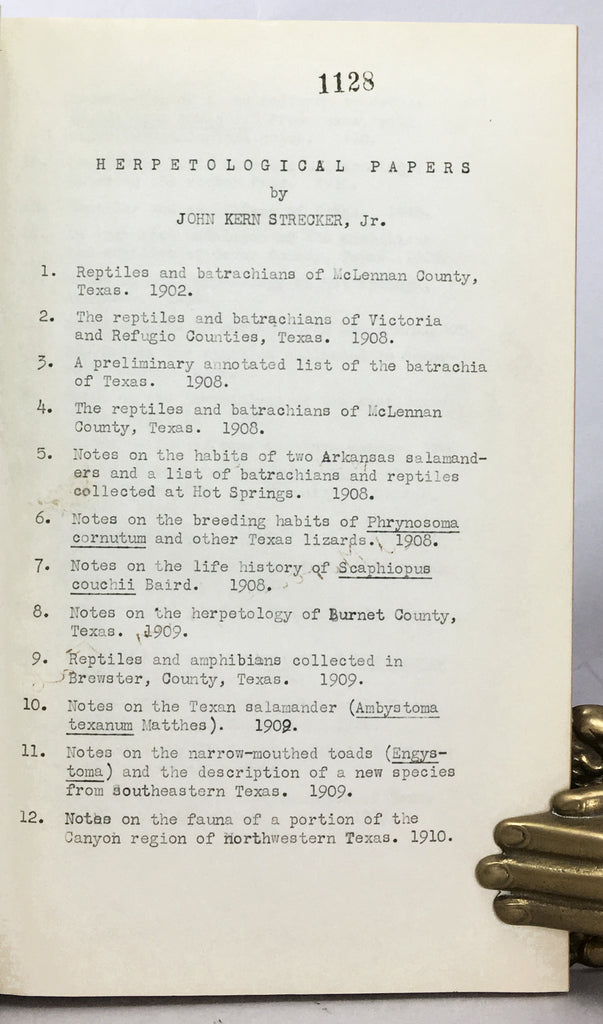 1128
HERPETOLOGICAL PAPERS
by
JOHN KERN STRECKER, Jr.
1. Reptiles and batrachians of McLennan County,
Texas. 1902.
2. The reptiles and batrachians of Victoria
and Refugio Counties, Texas. 1908.
3. A preliminary annotated list of the batrachia
of Texas. 1908.
4. The reptiles and batrachians of McLennan
County, Texas. 1908.
5. Notes on the habits of two Arkansas salamand-
ers and a list of batrachians and reptiles
collected at Hot Springs. 1908.
6. Notes on the breeding habits of Phrynosoma
cornutum and other Texas lizards. 1908.
7. Notes on the life history of Scaphiopus
couchii Baird. 1908.
8. Notes on the herpetology of Burnet County,
Texas. 1909.
9. Reptiles and amphibians collected in
Brewster, County, Texas. 1909.
10. Notes on the Texan salamander (Ambystoma
texanum Matthes). 1909.
11. Notes on the narrow-mouthed toads (Engys-
toma) and the description of a new species
from southeastern Texas. 1909.
12. Notes on the fauna of a portion of the
Canyon region of Northwestern Texas. 1910.